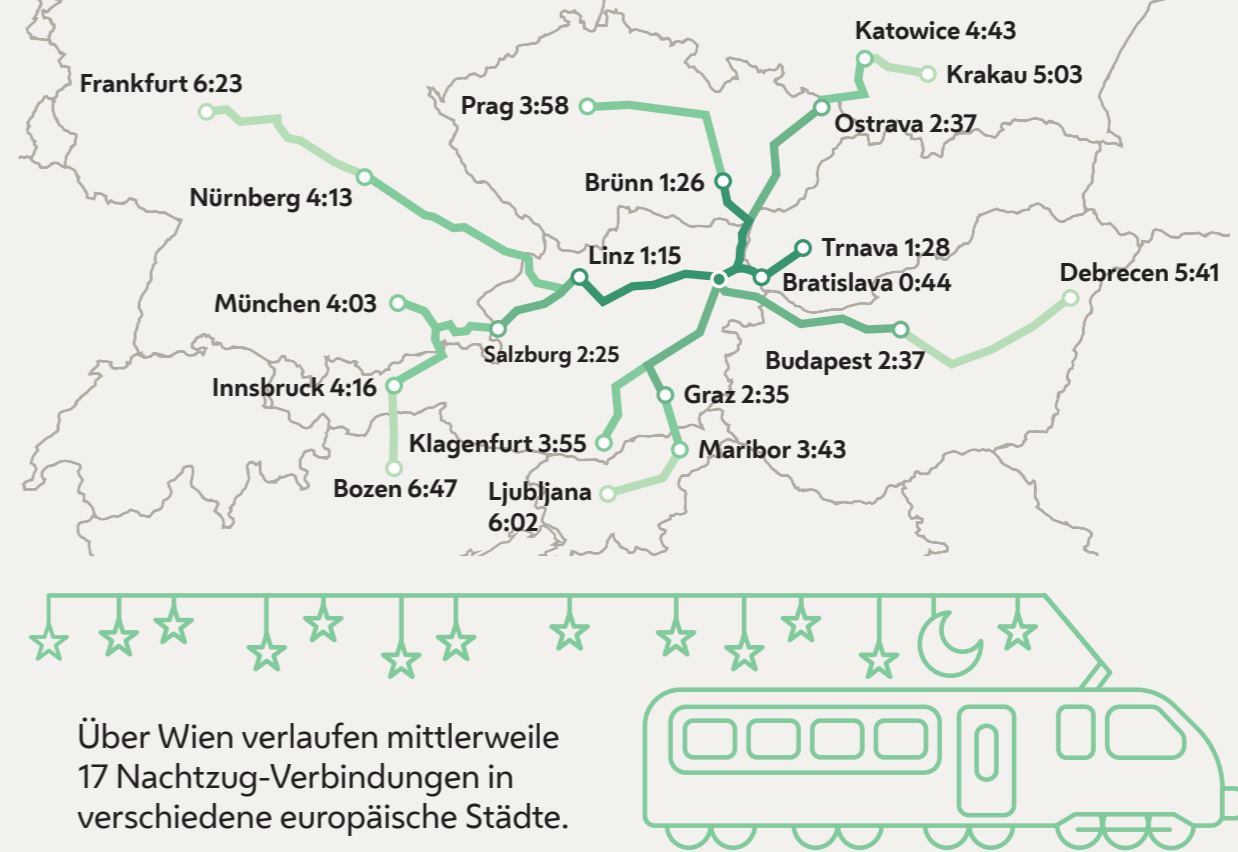 Katowice 4:43
Krakau 5:03
Frankfurt 6:23
Prag 3:58
Ostrava 2:37
Brünn 1:26
Nürnberg 4:13
Linz 1:15
Trnava 1:28
Bratislava 0:44
Debrecen 5:41
München 4:03
Salzburg 2:25
Budapest 2:37
Innsbruck 4:16
Graz 2:35
Klagenfurt 3:55
Maribor 3:43
Bozen 6:47
Ljubljana
6:02
Über Wien verlaufen mittlerweile
17 Nachtzug-Verbindungen in
verschiedene europäische Städte.